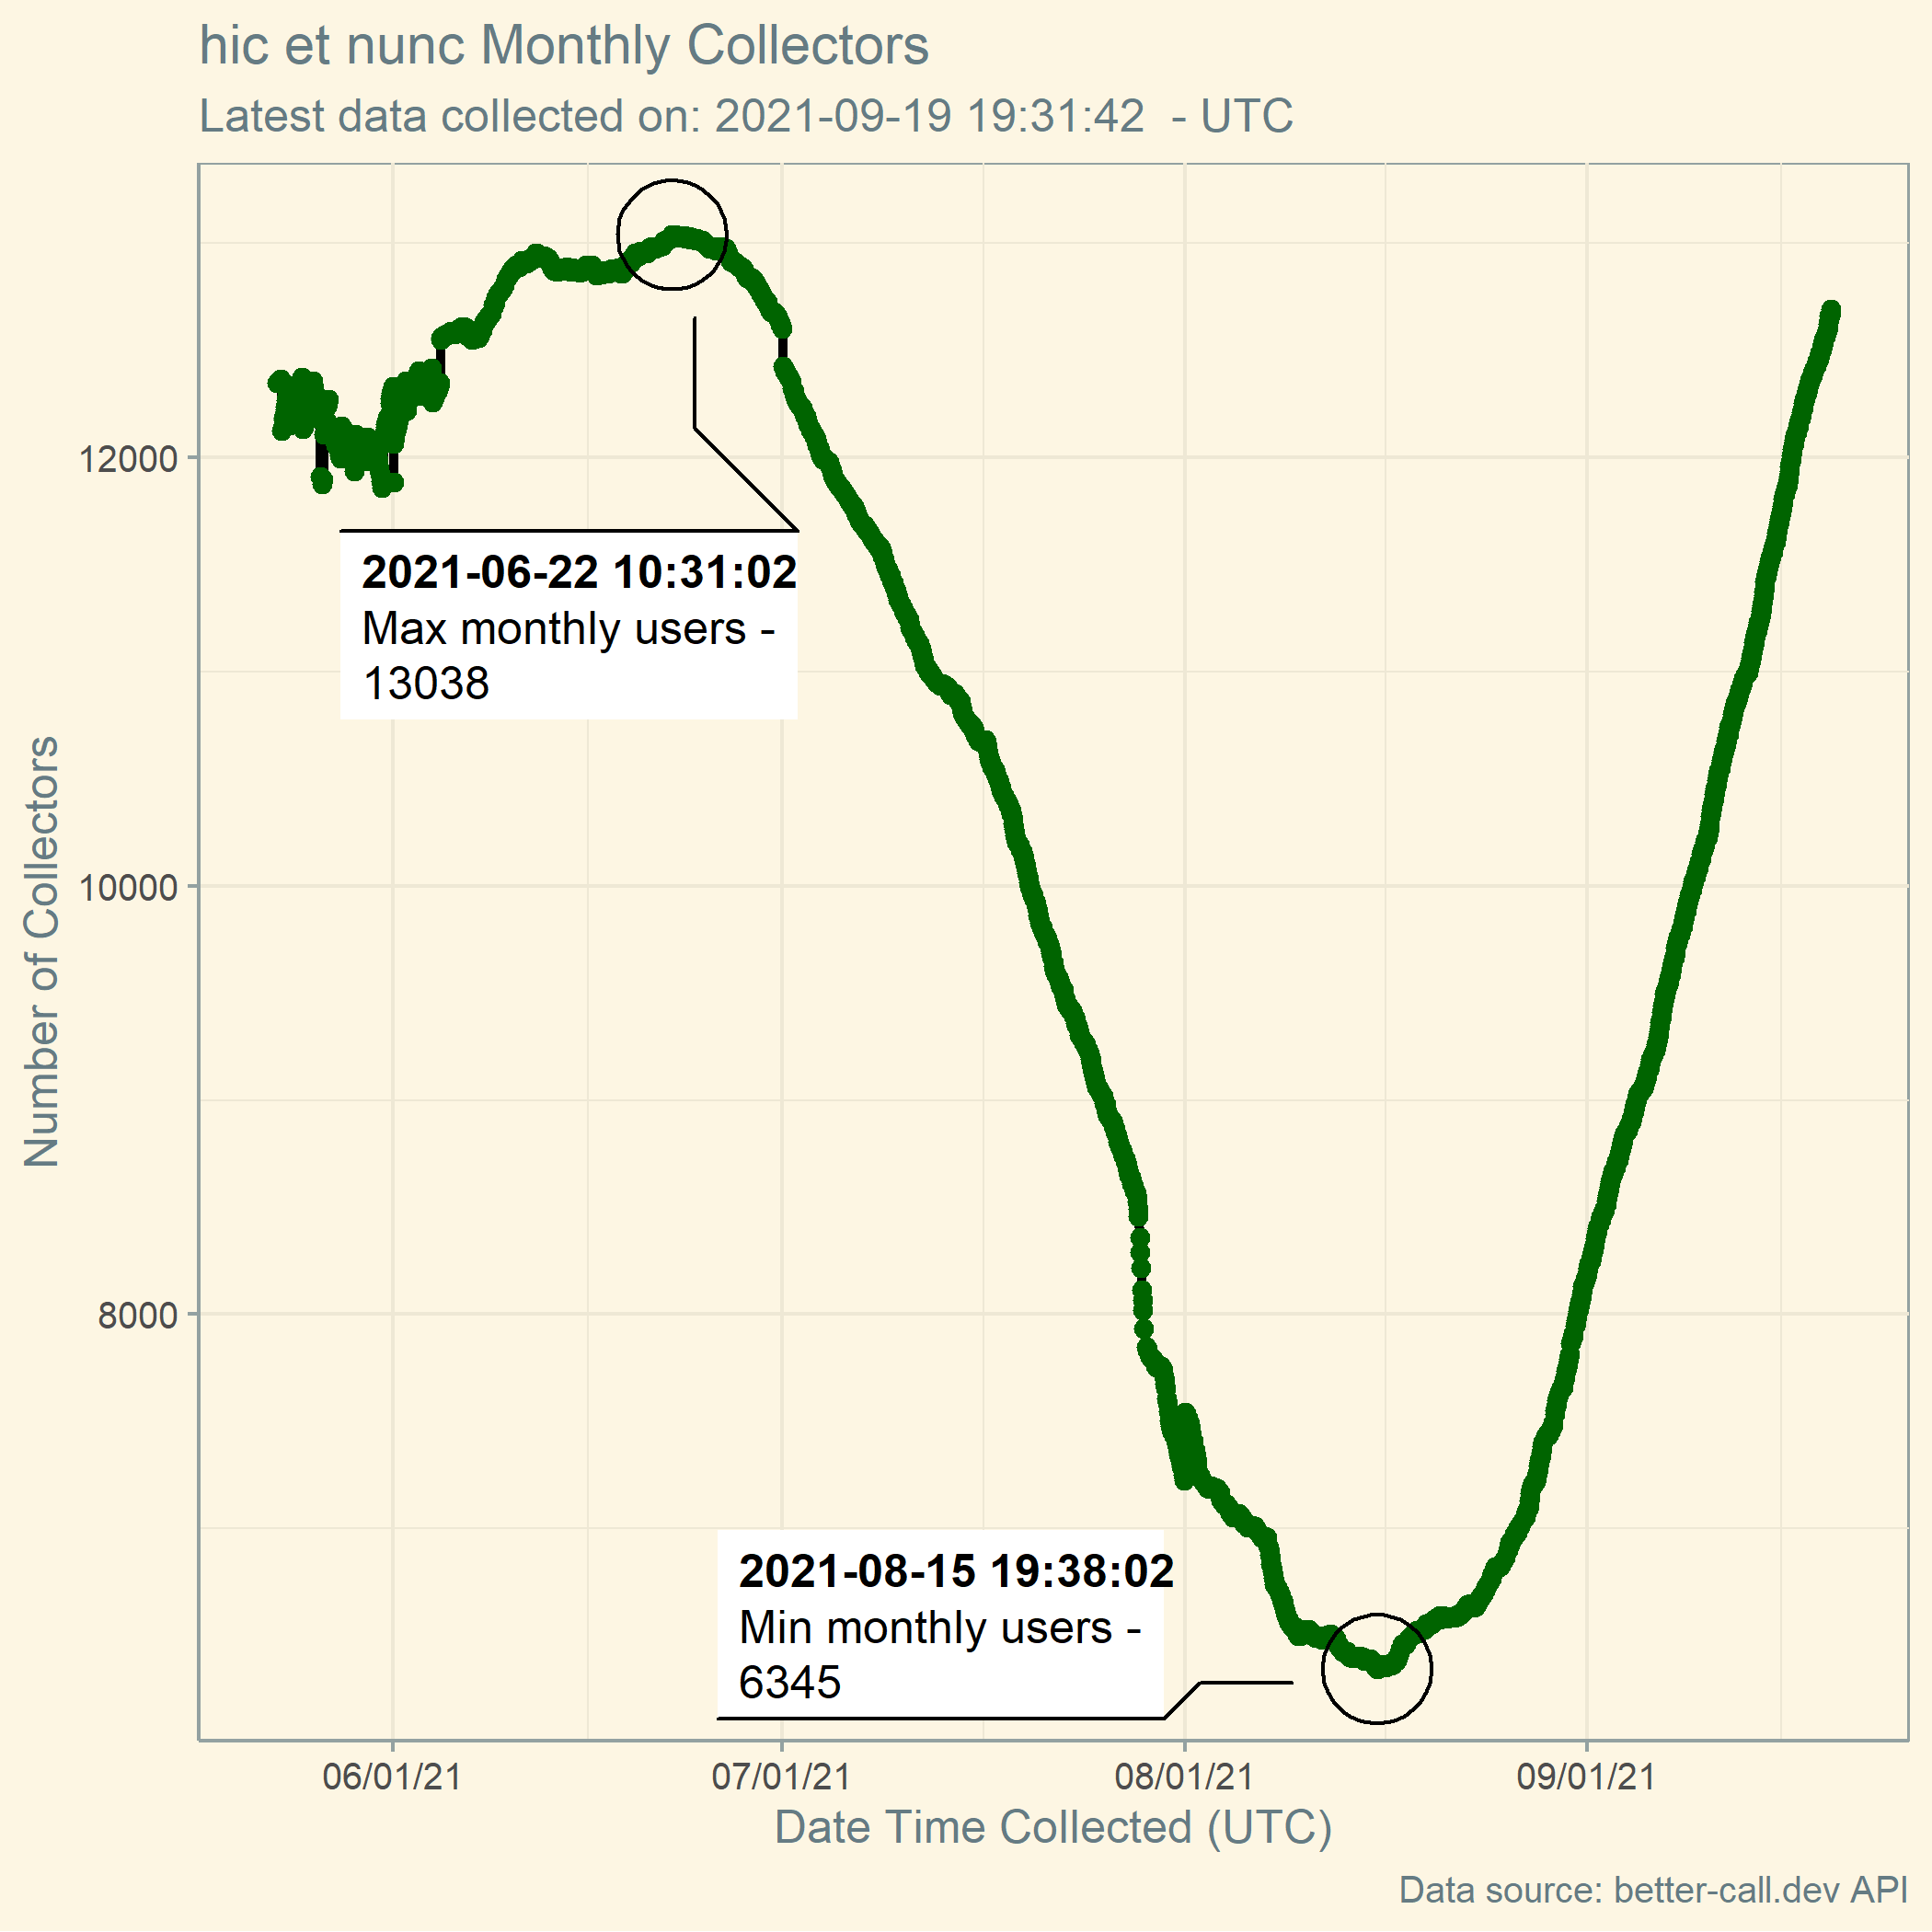 hic et nunc Monthly Collectors
Latest data collected on: 2021-09-19 19:31:42  - UTC
Number of Collectors
12000
10000
8000
2021-06-22 10:31:02
Max monthly users -
13038
2021-08-15 19:38:02
Min monthly users -
6345
06/01/21
07/01/21
08/01/21
09/01/21
Date Time Collected (UTC)
Data source: better-call.dev API